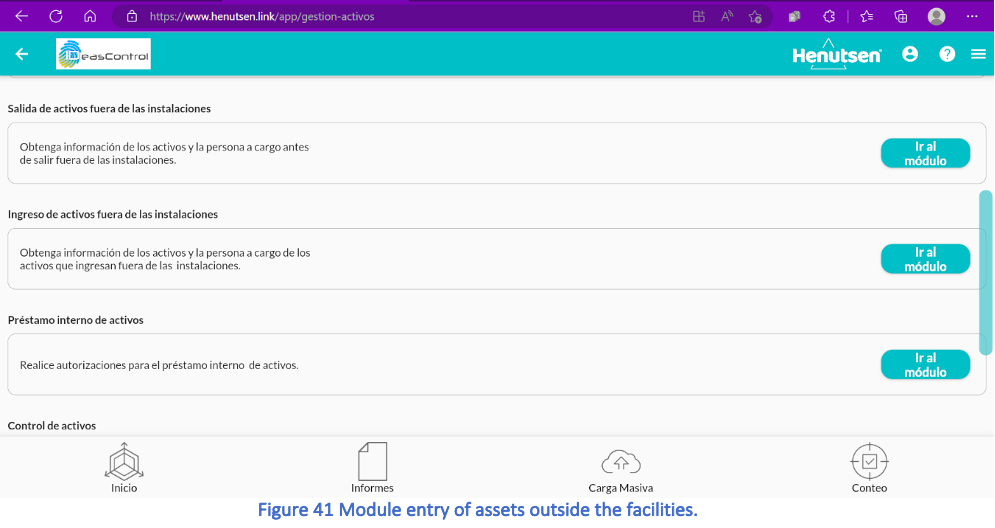 https://www.henutsen.link/app/gestion-activos
IDeasControl
Henutsen
Salida de activos fuera de las instalaciones
Obtenga información de los activos y la persona a cargo antes
de salir fuera de las instalaciones.
Ir al
módulo
Ingreso de activos fuera de las instalaciones
Obtenga información de los activos y la persona a cargo de los
activos que ingresan fuera de las instalaciones.
Ir al
módulo
Préstamo interno de activos
Realice autorizaciones para el préstamo interno de activos.
Ir al
módulo
Control de activos
Inicio
Informes
Carga Masiva
Conteo
Figure 41 Module entry of assets outside the facilities.